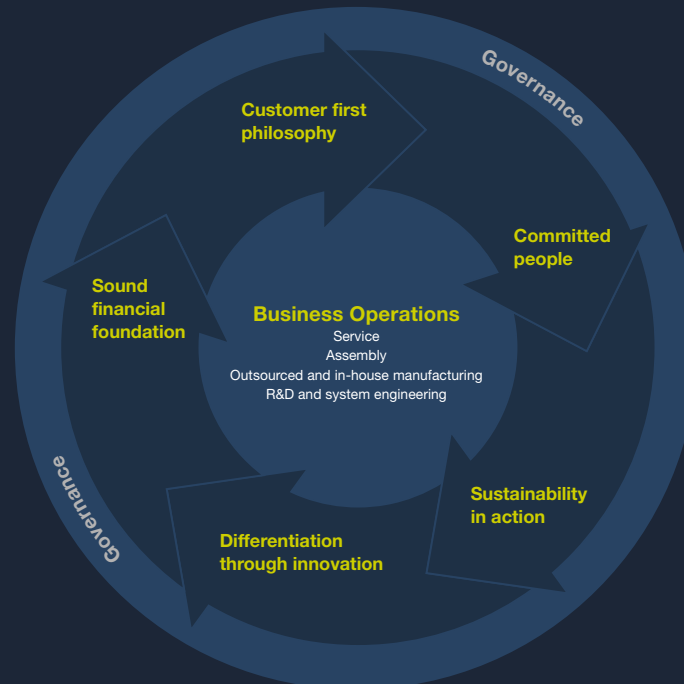 Governance
Customer first
philosophy
Committed
people
Sound
financial
foundation
Business Operations
Service
Assembly
Outsourced and in-house manufacturing
R&D and system engineering
Sustainability
in action
Differentiation
through innovation
Governance